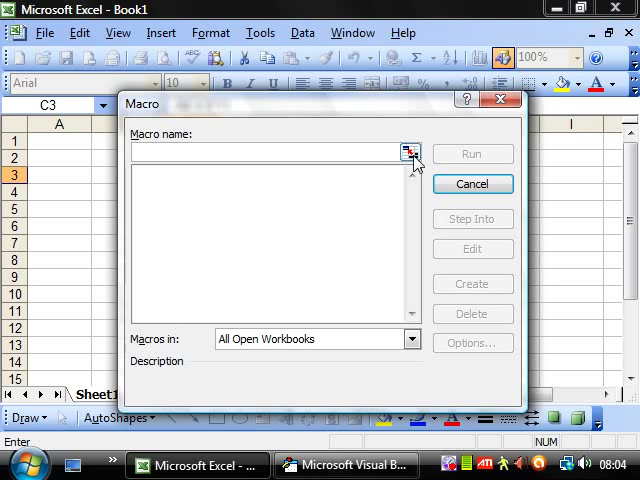 Microsoft Excel - Book1
File Edit View Insert Format Tools Data Window Help
100%
Arial 10 B I U
C3
Macro
A I
1
2
3
4
5
6
7
8
9
10
11
12
13
14
15
Macro name:
Run
Cancel
Step Into
Edit
Create
Delete
Options...
Macros in: All Open Workbooks
Description
Sheet1
Draw AutoShapes
Enter NUM
Microsoft Excel - ... Microsoft Visual B... ATI 08:04